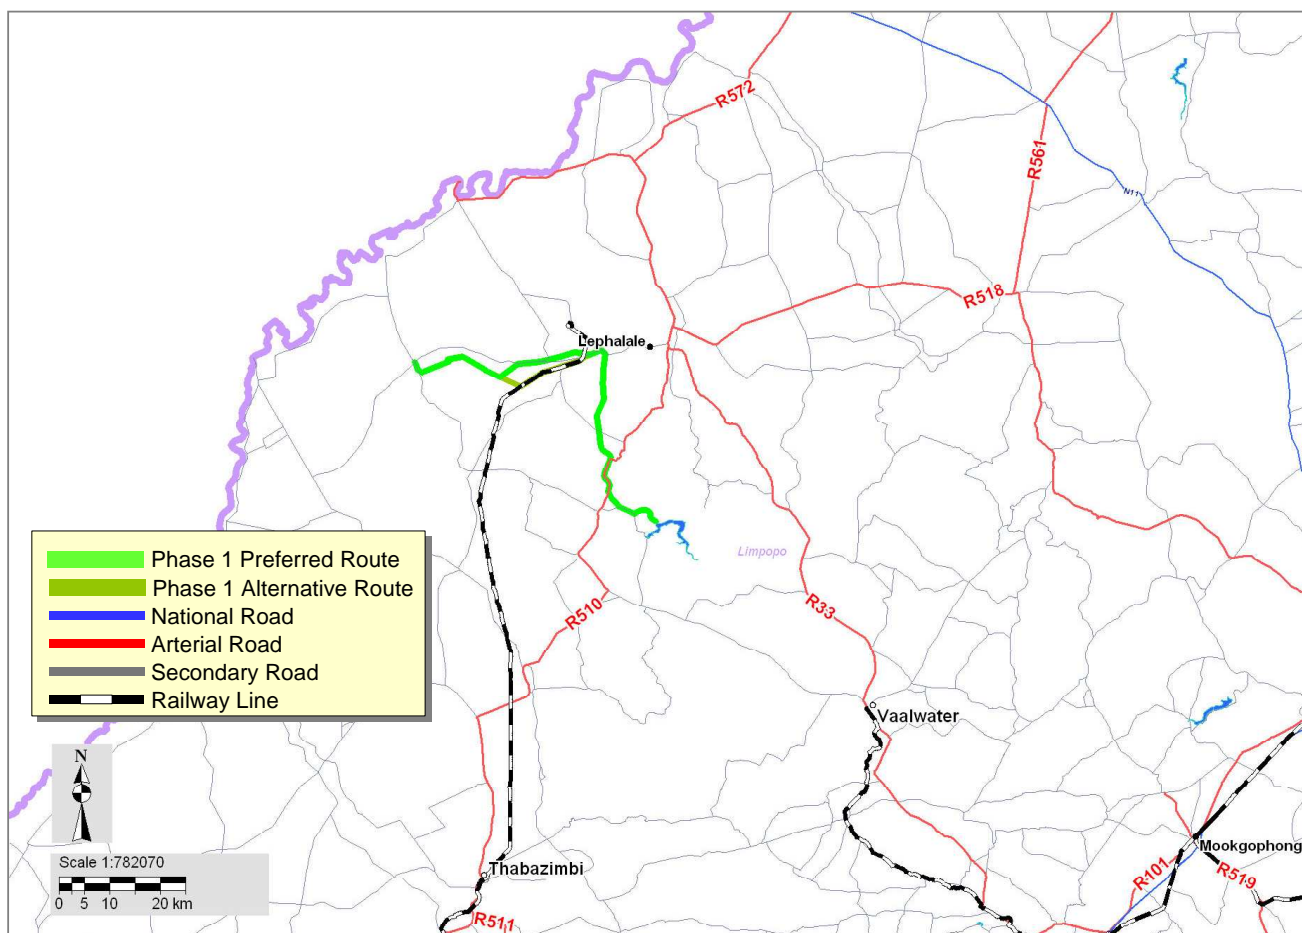 R572
R561
N11
R518
Lephalale
Limpopo
Phase 1 Preferred Route
Phase 1 Alternative Route
National Road
Arterial Road
Secondary Road
Railway Line
R510
R33
Vaalwater
N
Scale 1:782070
0 5 10 20 km
Thabazimbi
R511
Mookgophong
R101
R519